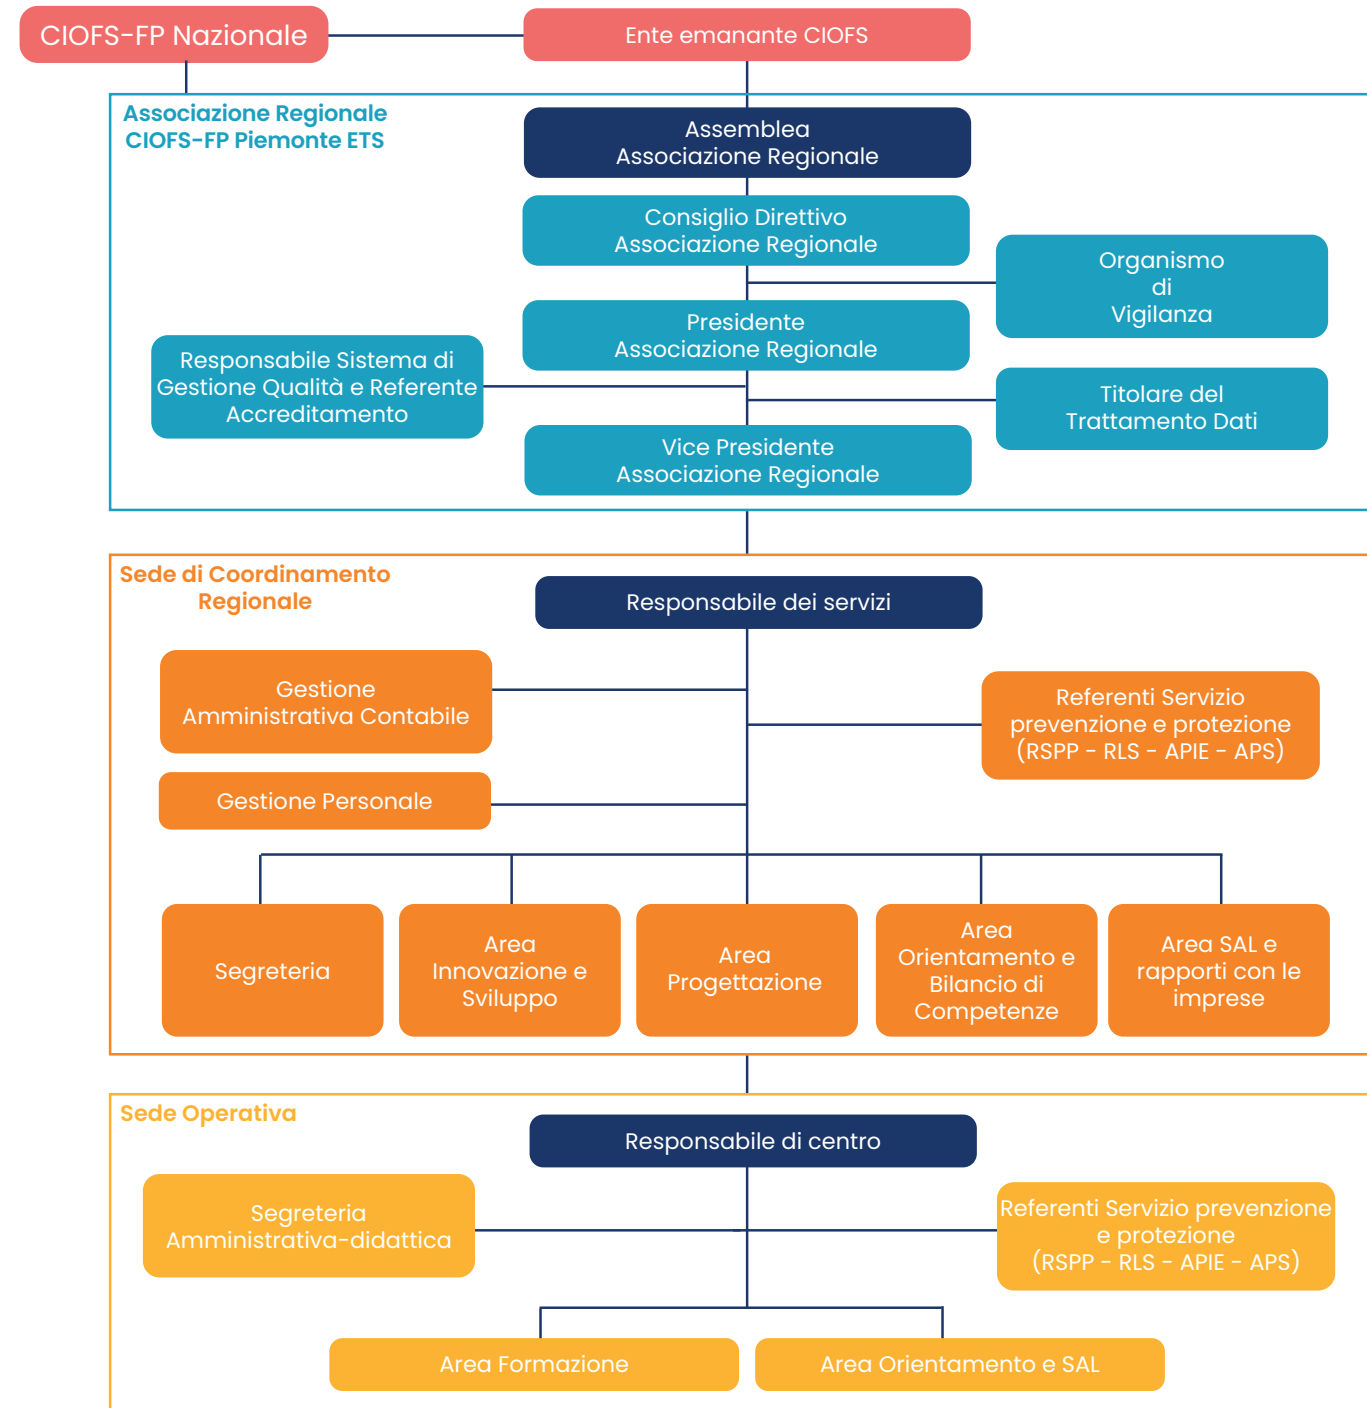 CIOFS-FP Nazionale
Ente emanante CIOFS
Associazione Regionale
CIOFS-FP Piemonte ETS
Assemblea
Associazione Regionale
Consiglio Direttivo
Associazione Regionale
Organismo
di
Vigilanza
Presidente
Associazione Regionale
Responsabile Sistema di
Gestione Qualità e Referente
Accreditamento
Titolare del
Trattamento Dati
Vice Presidente
Associazione Regionale
Sede di Coordinamento
Regionale
Responsabile dei servizi
Gestione
Amministrativa Contabile
Referenti Servizio
prevenzione e protezione
(RSPP - RLS - APIE - APS)
Gestione Personale
Segreteria
Area
Innovazione e
Sviluppo
Area
Progettazione
Area
Orientamento e
Bilancio di
Competenze
Area SAL e
rapporti con le
imprese
Sede Operativa
Responsabile di centro
Segreteria
Amministrativa-didattica
Referenti Servizio prevenzione
e protezione
(RSPP - RLS - APIE - APS)
Area Formazione
Area Orientamento e SAL